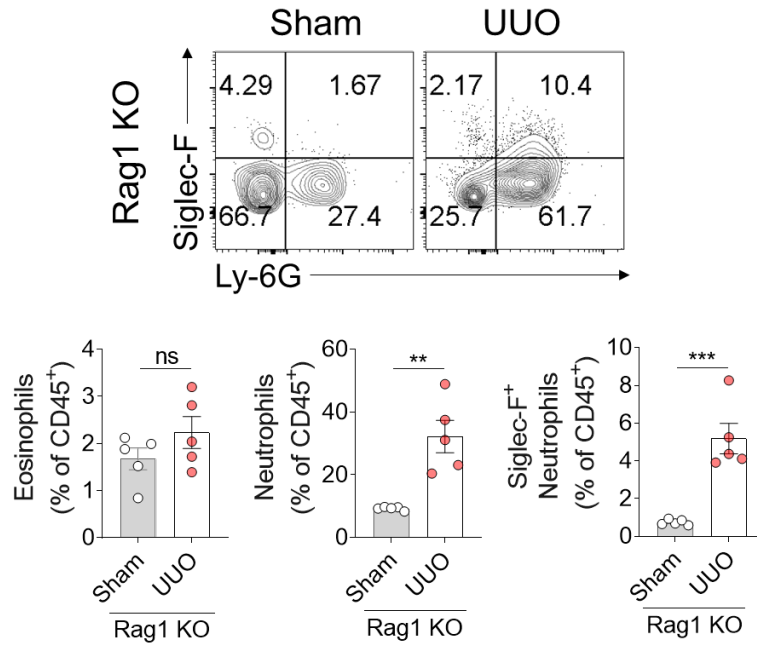 Sham UUO
Rag1 KO
Siglec-F
4.29 1.67
66.7 27.4
2.17 10.4
25.7 61.7
Ly-6G
Eosinophils
(% of CD45+)
4
3
2
1
0
ns
Sham UUO
Rag1 KO
Neutrophils
(% of CD45+)
60
40
20
0
**
Sham UUO
Rag1 KO
Siglec-F+
Neutrophils
(% of CD45+)
10
8
6
4
2
0
***
Sham UUO
Rag1 KO